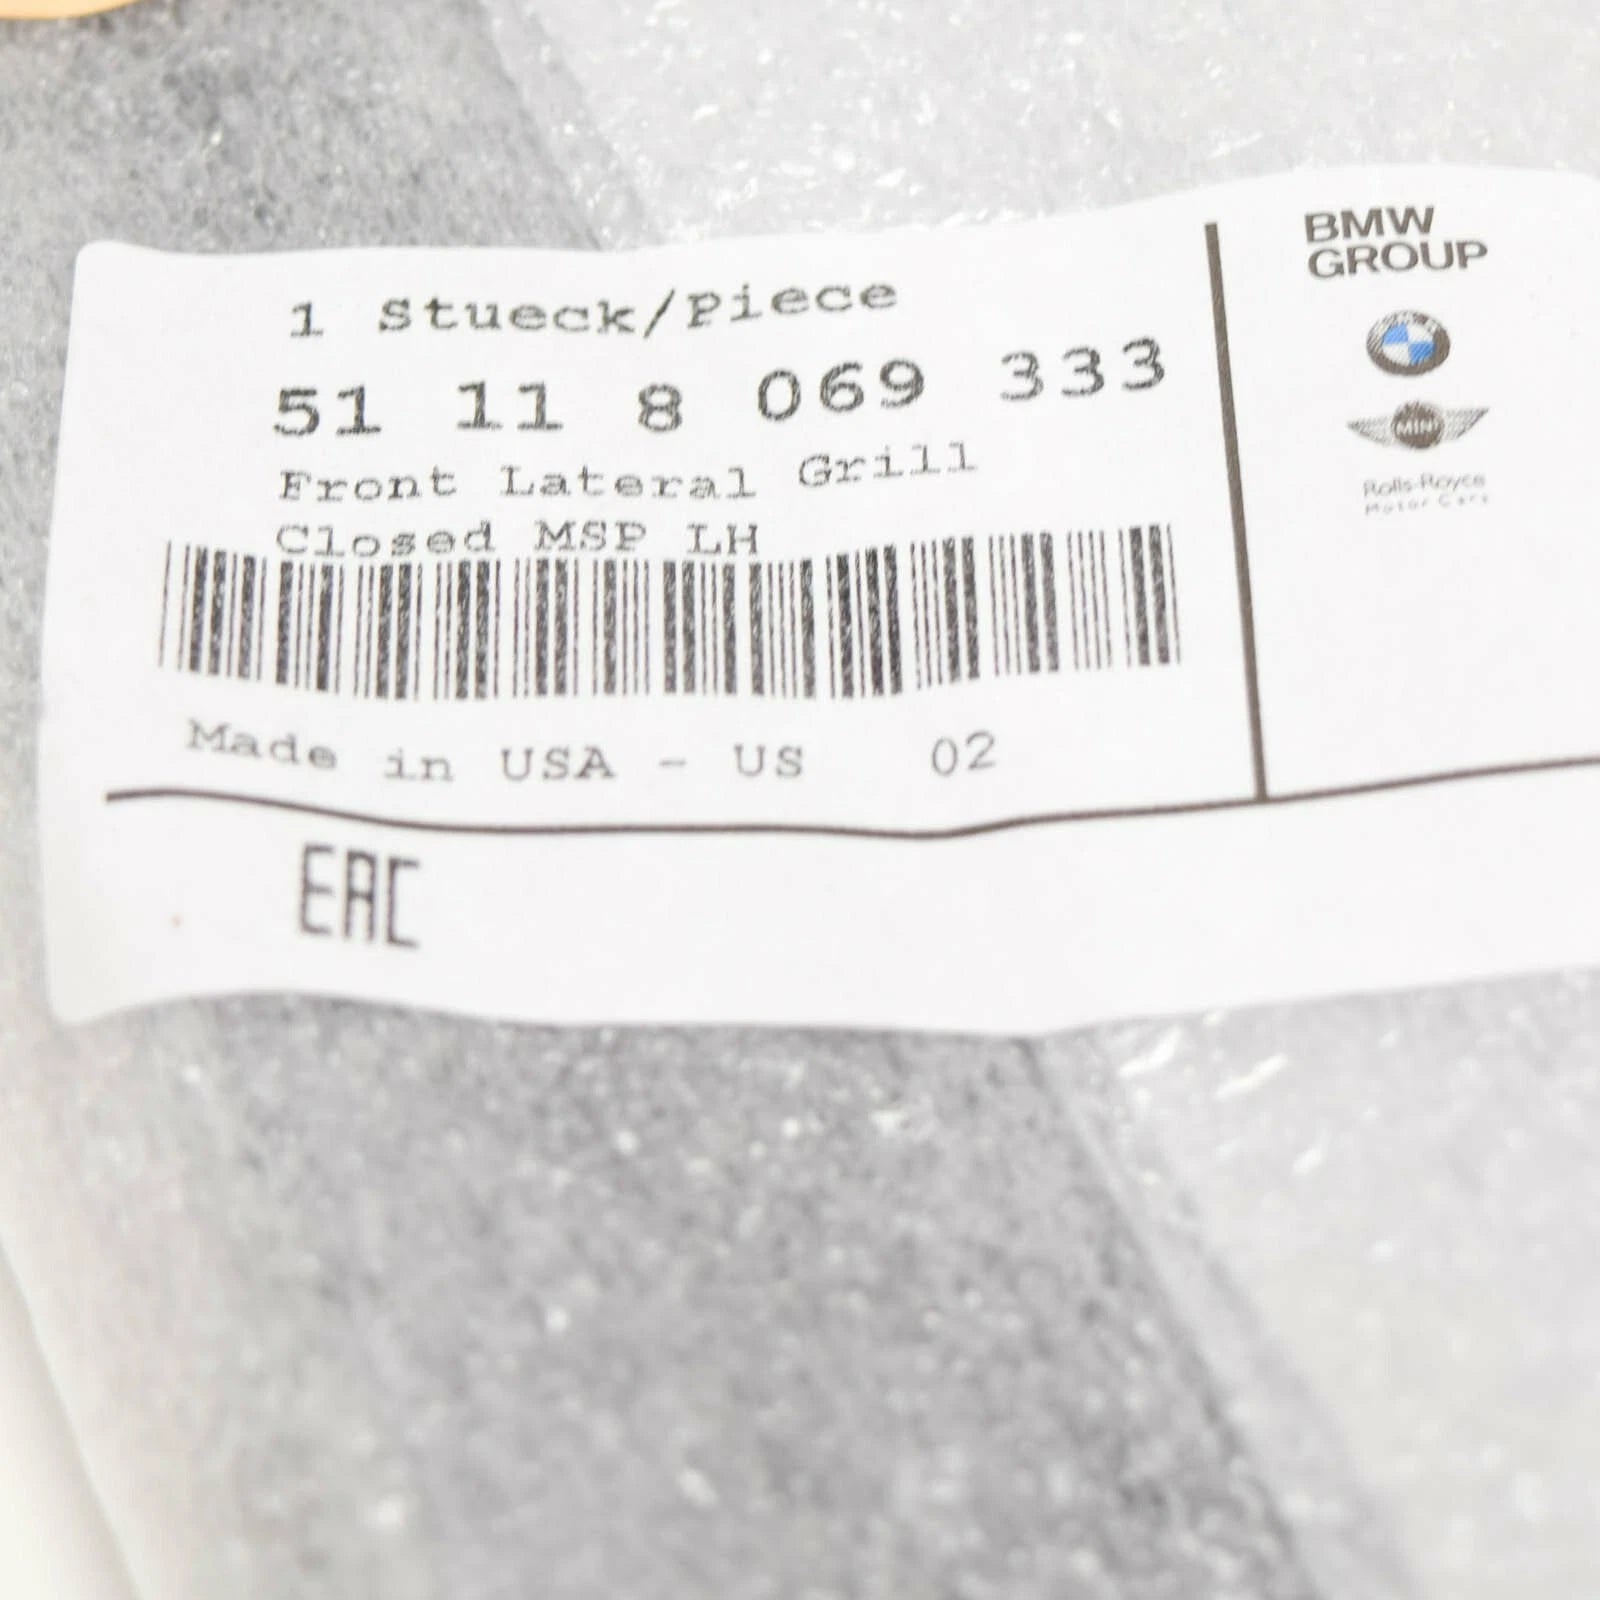 1 Stueck/Piece
51 11 8 069 333
Front Lateral Grill
Closed MSP LH
Made in USA - US 02
EAC
BMW
GROUP
MINI
Rolls-Royce
Motor Cars